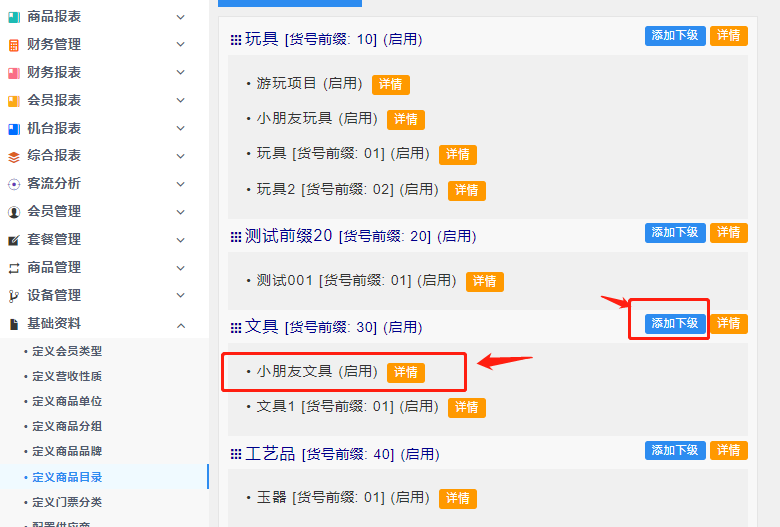 商品报表
财务管理
财务报表
会员报表
机台报表
综合报表
客流分析
会员管理
套餐管理
商品管理
设备管理
基础资料
• 定义会员类型
• 定义营收性质
• 定义商品单位
• 定义商品分组
• 定义商品品牌
• 定义商品目录
• 定义门票分类
• 配置供应商
玩具 [货号前缀: 10] (启用) 添加下级 详情
• 游玩项目 (启用) 详情
• 小朋友玩具 (启用) 详情
• 玩具 [货号前缀: 01] (启用) 详情
• 玩具2 [货号前缀: 02] (启用) 详情
测试前缀20 [货号前缀: 20] (启用) 添加下级 详情
• 测试001 [货号前缀: 01] (启用) 详情
文具 [货号前缀: 30] (启用) 添加下级 详情
• 小朋友文具 (启用) 详情
• 文具1 [货号前缀: 01] (启用) 详情
工艺品 [货号前缀: 40] (启用) 添加下级 详情
• 玉器 [货号前缀: 01] (启用) 详情